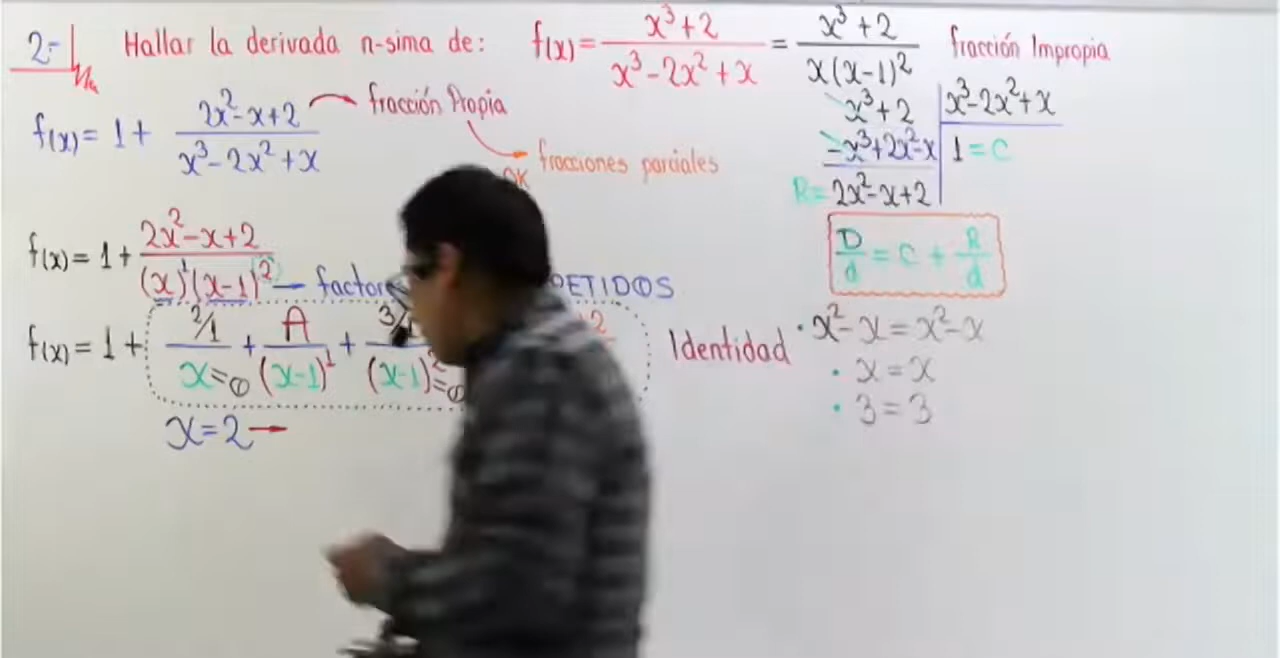 2.- Hallar la derivada n-sima de: f(x) = x³+2 / x³-2x²+x = x³+2 / x(x-1)² fracción Impropia
f(x) = 1 + 2x²-x+2 / x³-2x²+x fracción Propia
fracciones parciales
OK
x³+2 | x³-2x²+x
-x³+2x²-x | 1 = C
R = 2x²-x+2
D/d = C + R/d
f(x) = 1 + 2x²-x+2 / (x)¹(x-1)² factor ETIDOS
f(x) = 1 + 2/1 / x=0 + A / (x-1)¹ + 3/1 / (x-1)²=0
Identidad · x²-x = x²-x
· x = x
· 3 = 3
x=2 →